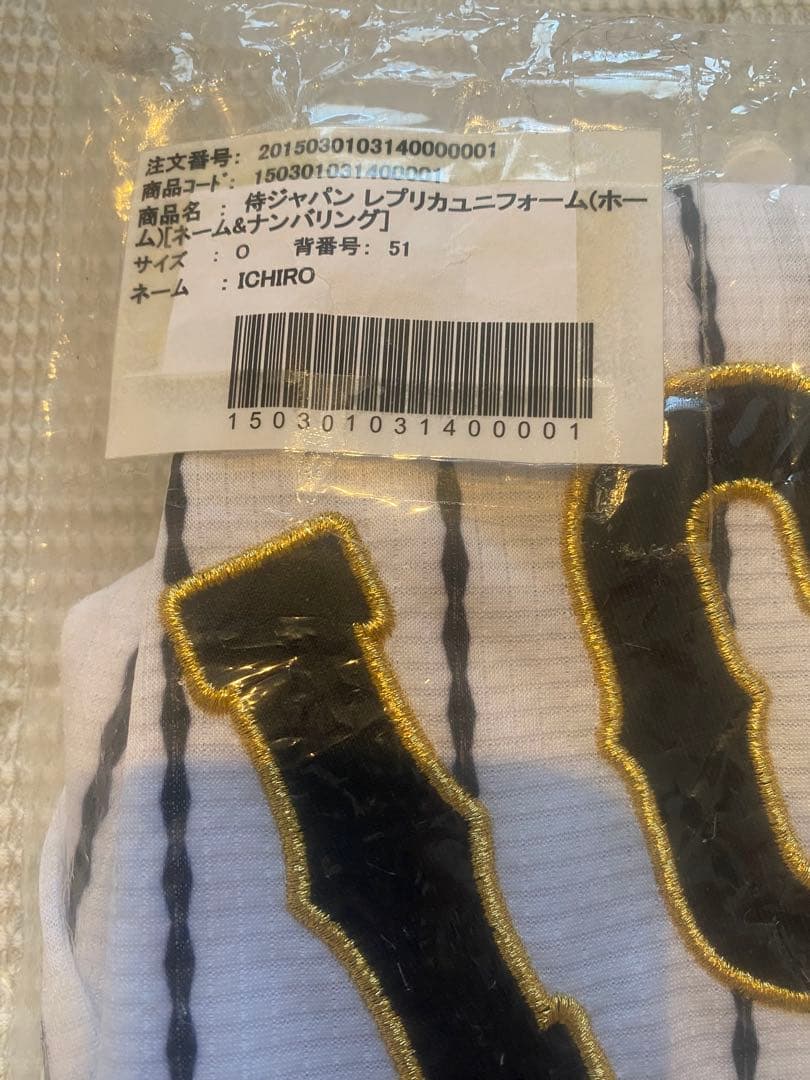 注文番号: 20150301031400000001
商品コード: 150301031400001
商品名 : 侍ジャパン レプリカユニフォーム(ホー
ム)[ネーム&ナンバリング]
サイズ : O 背番号: 51
ネーム : ICHIRO
150301031400001